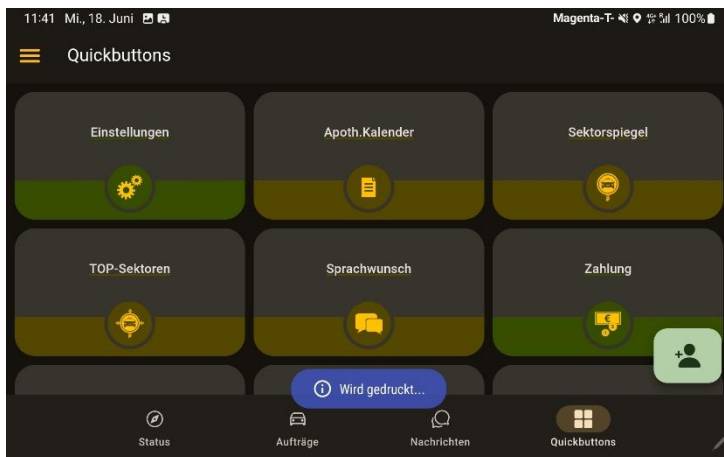 11:41 Mi., 18. Juni
Magenta-T- 100%
Quickbuttons
Einstellungen
Apoth.Kalender
Sektorspiegel
TOP-Sektoren
Sprachwunsch
Zahlung
Wird gedruckt...
Status
Aufträge
Nachrichten
Quickbuttons